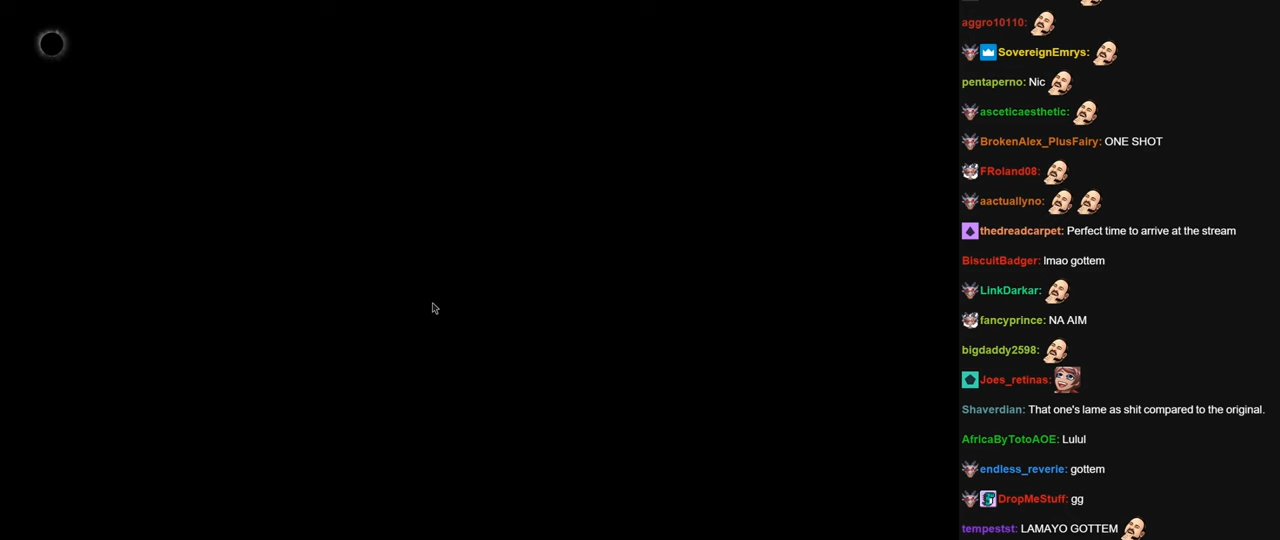 aggro10110:
SovereignEmrys:
pentaperno: Nic
asceticaesthetic:
BrokenAlex_PlusFairy: ONE SHOT
FRoland08:
aactuallyno:
thedreadcarpet: Perfect time to arrive at the stream
BiscuitBadger: lmao gottem
LinkDarkar:
fancyprince: NA AIM
bigdaddy2598:
Joes_retinas:
Shaverdian: That one's lame as shit compared to the original.
AfricaByTotoAOE: Lulul
endless_reverie: gottem
DropMeStuff: gg
tempestst: LAMAYO GOTTEM